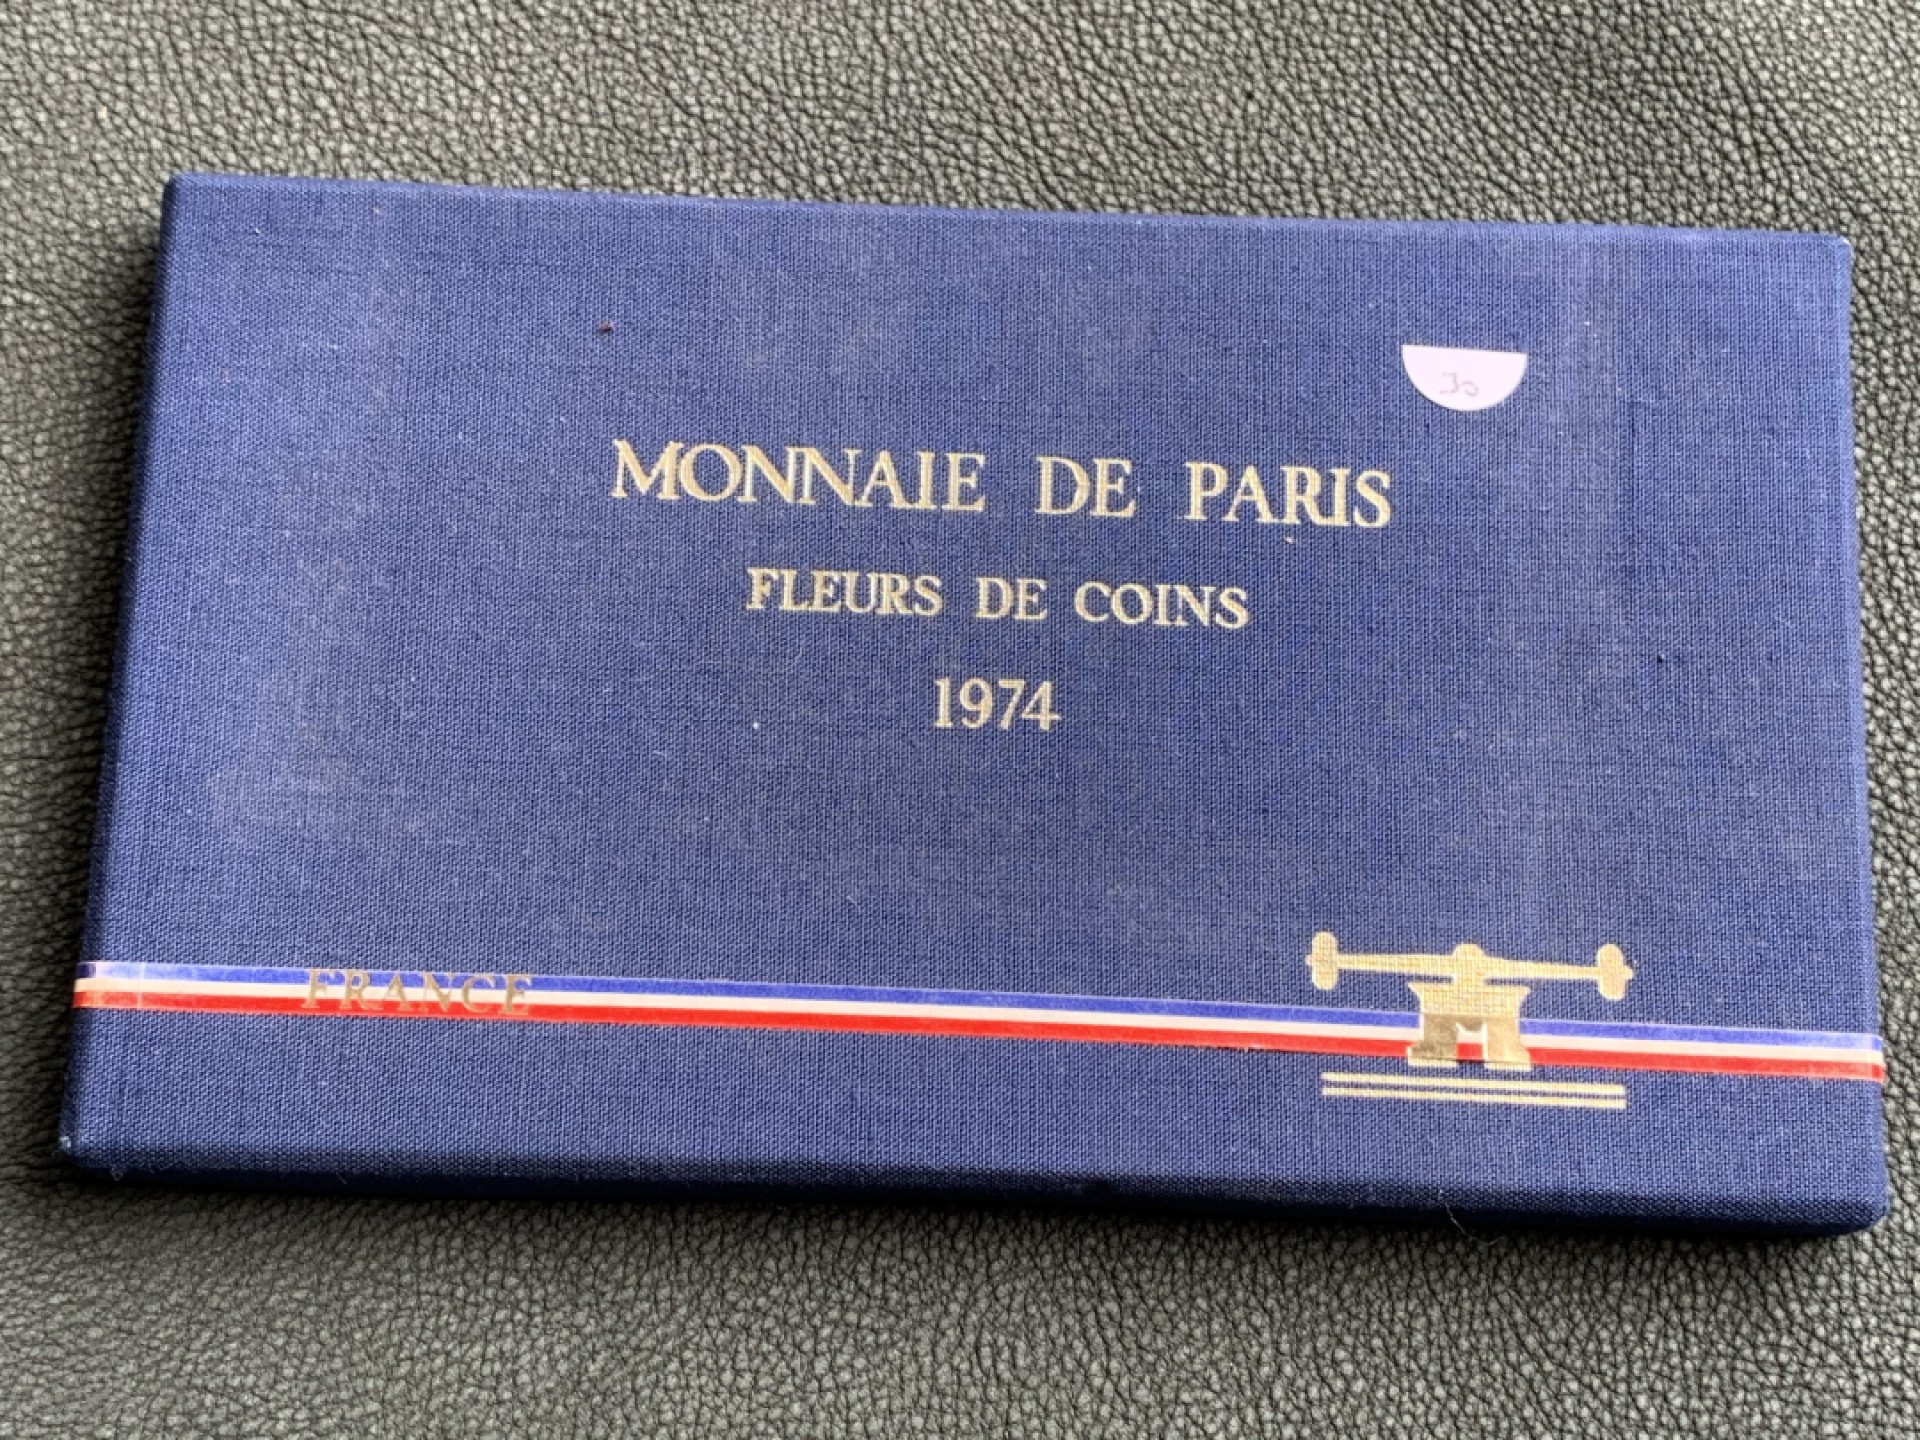 MONNAIE DE PARIS
FLEURS DE COINS
1974
FRANCE